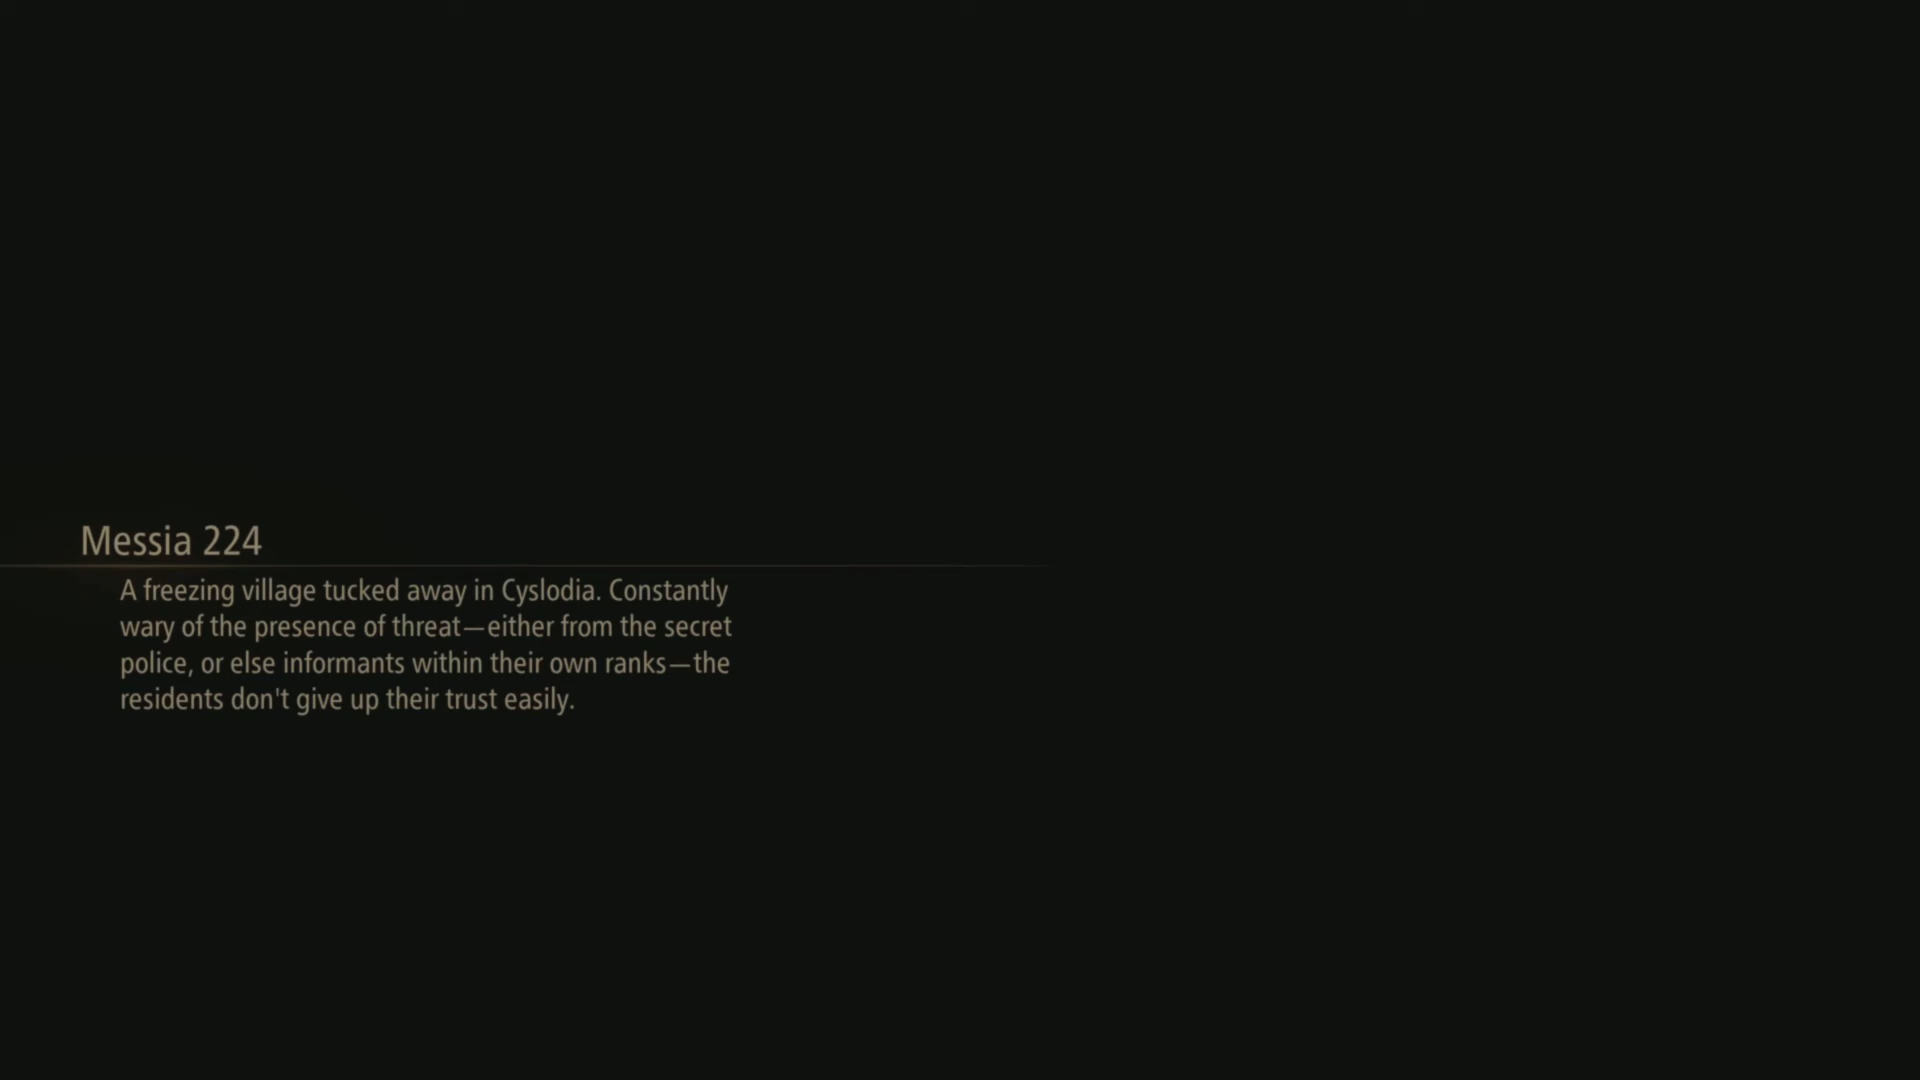 Messia 224
A freezing village tucked away in Cyslodia. Constantly
wary of the presence of threat—either from the secret
police, or else informants within their own ranks—the
residents don't give up their trust easily.